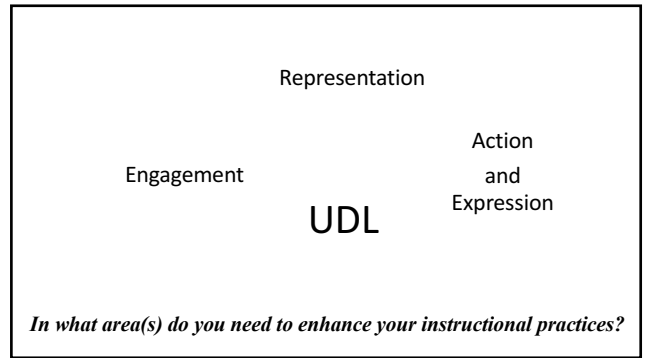 Representation
Engagement
Action
and
Expression
UDL
In what area(s) do you need to enhance your instructional practices?